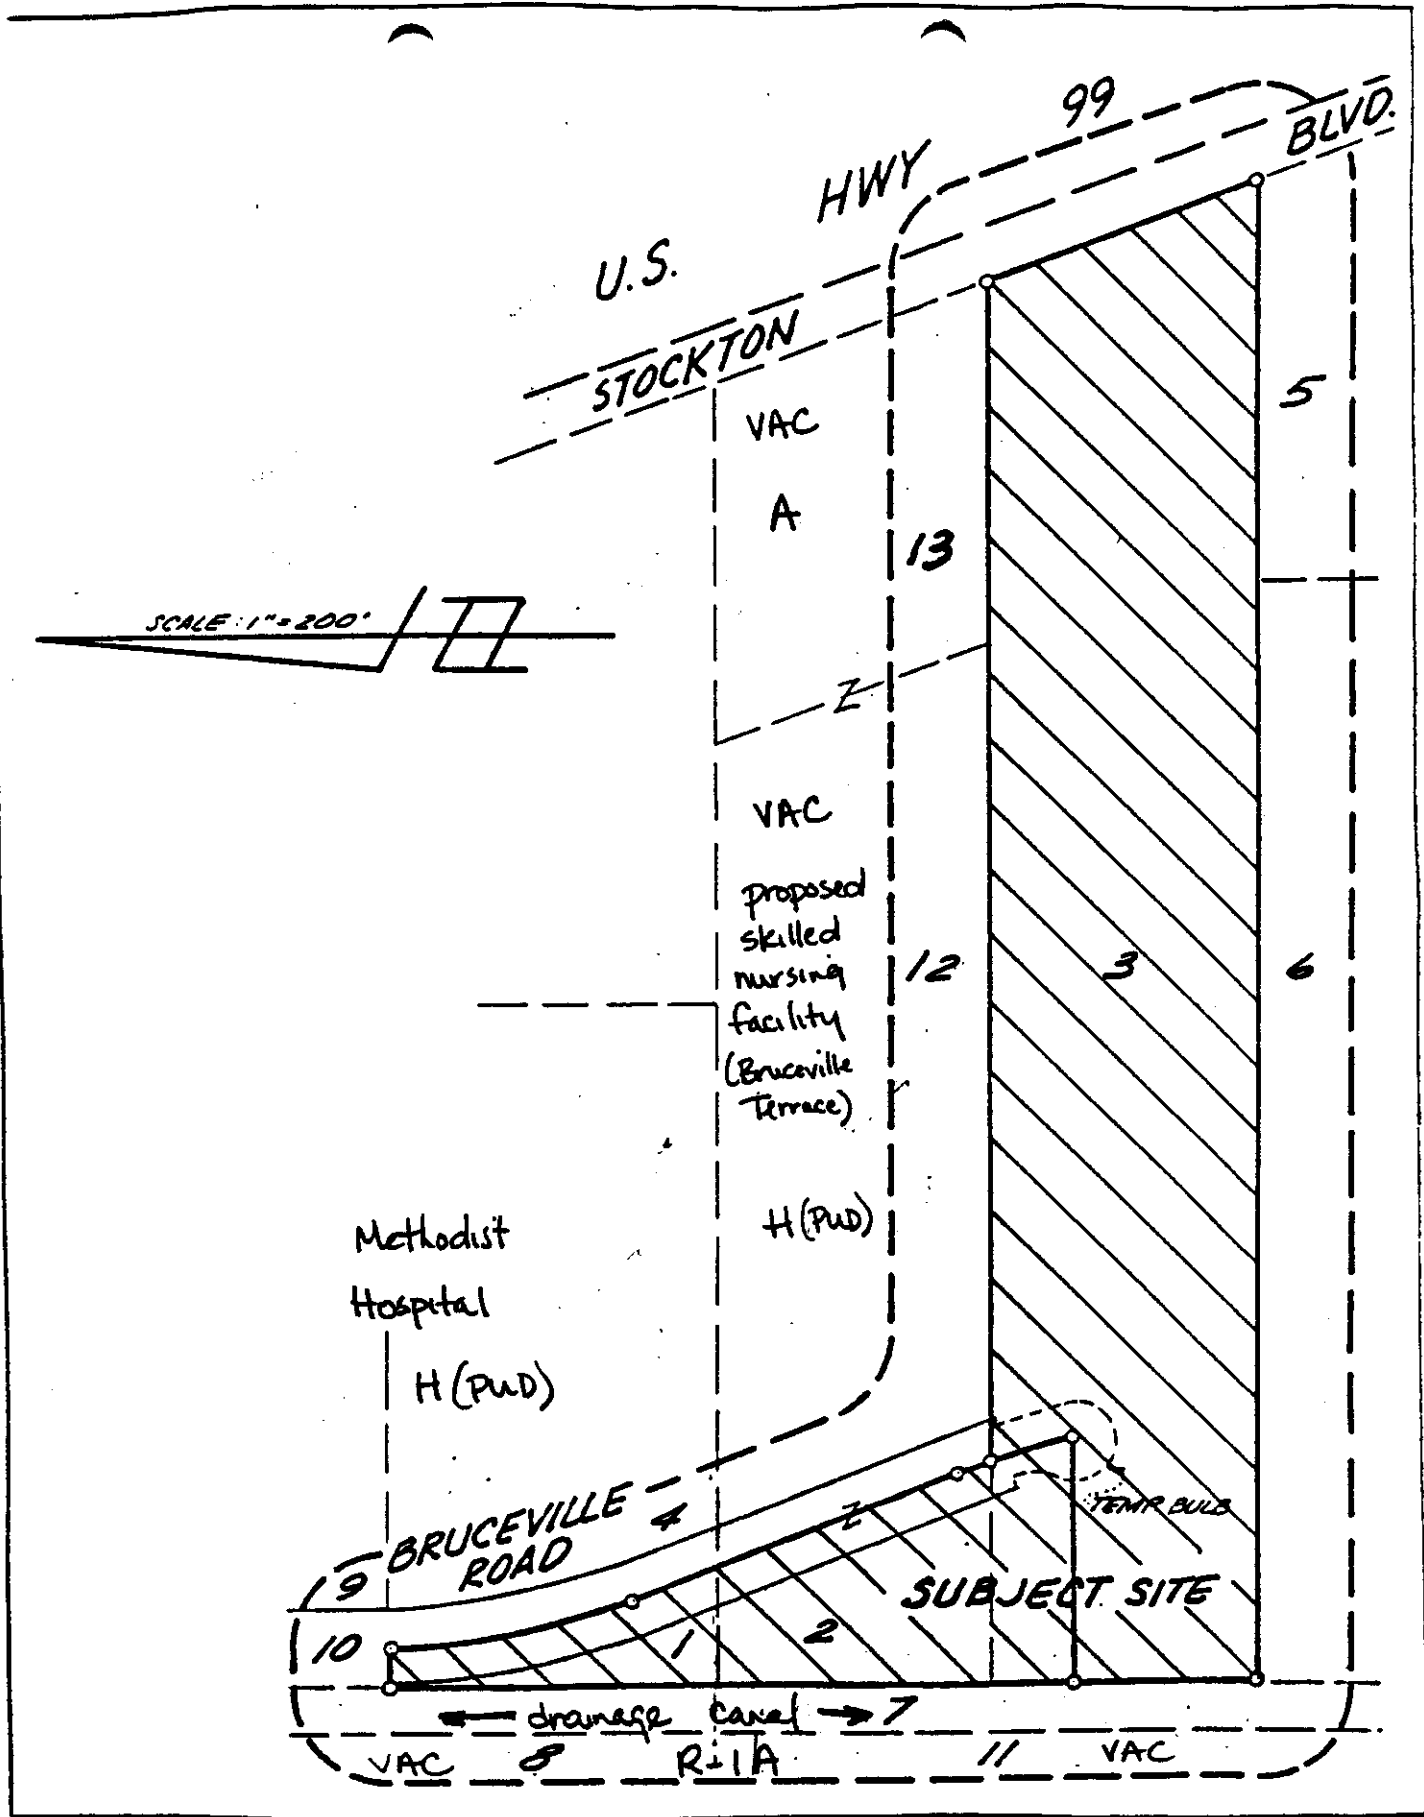 99
BLVD.
HWY
U.S.
STOCKTON
VAC
A
5
13
SCALE: 1"=200'
Z
VAC
proposed
skilled
nursing
facility
(Bruceville
Terrace)
12
3
6
H(PUD)
Methodist
Hospital
H(PUD)
BRUCEVILLE
ROAD
4
Z
TEMP BULB
9
SUBJECT SITE
10
1
2
drainage canal
7
VAC
8
R-1A
11
VAC